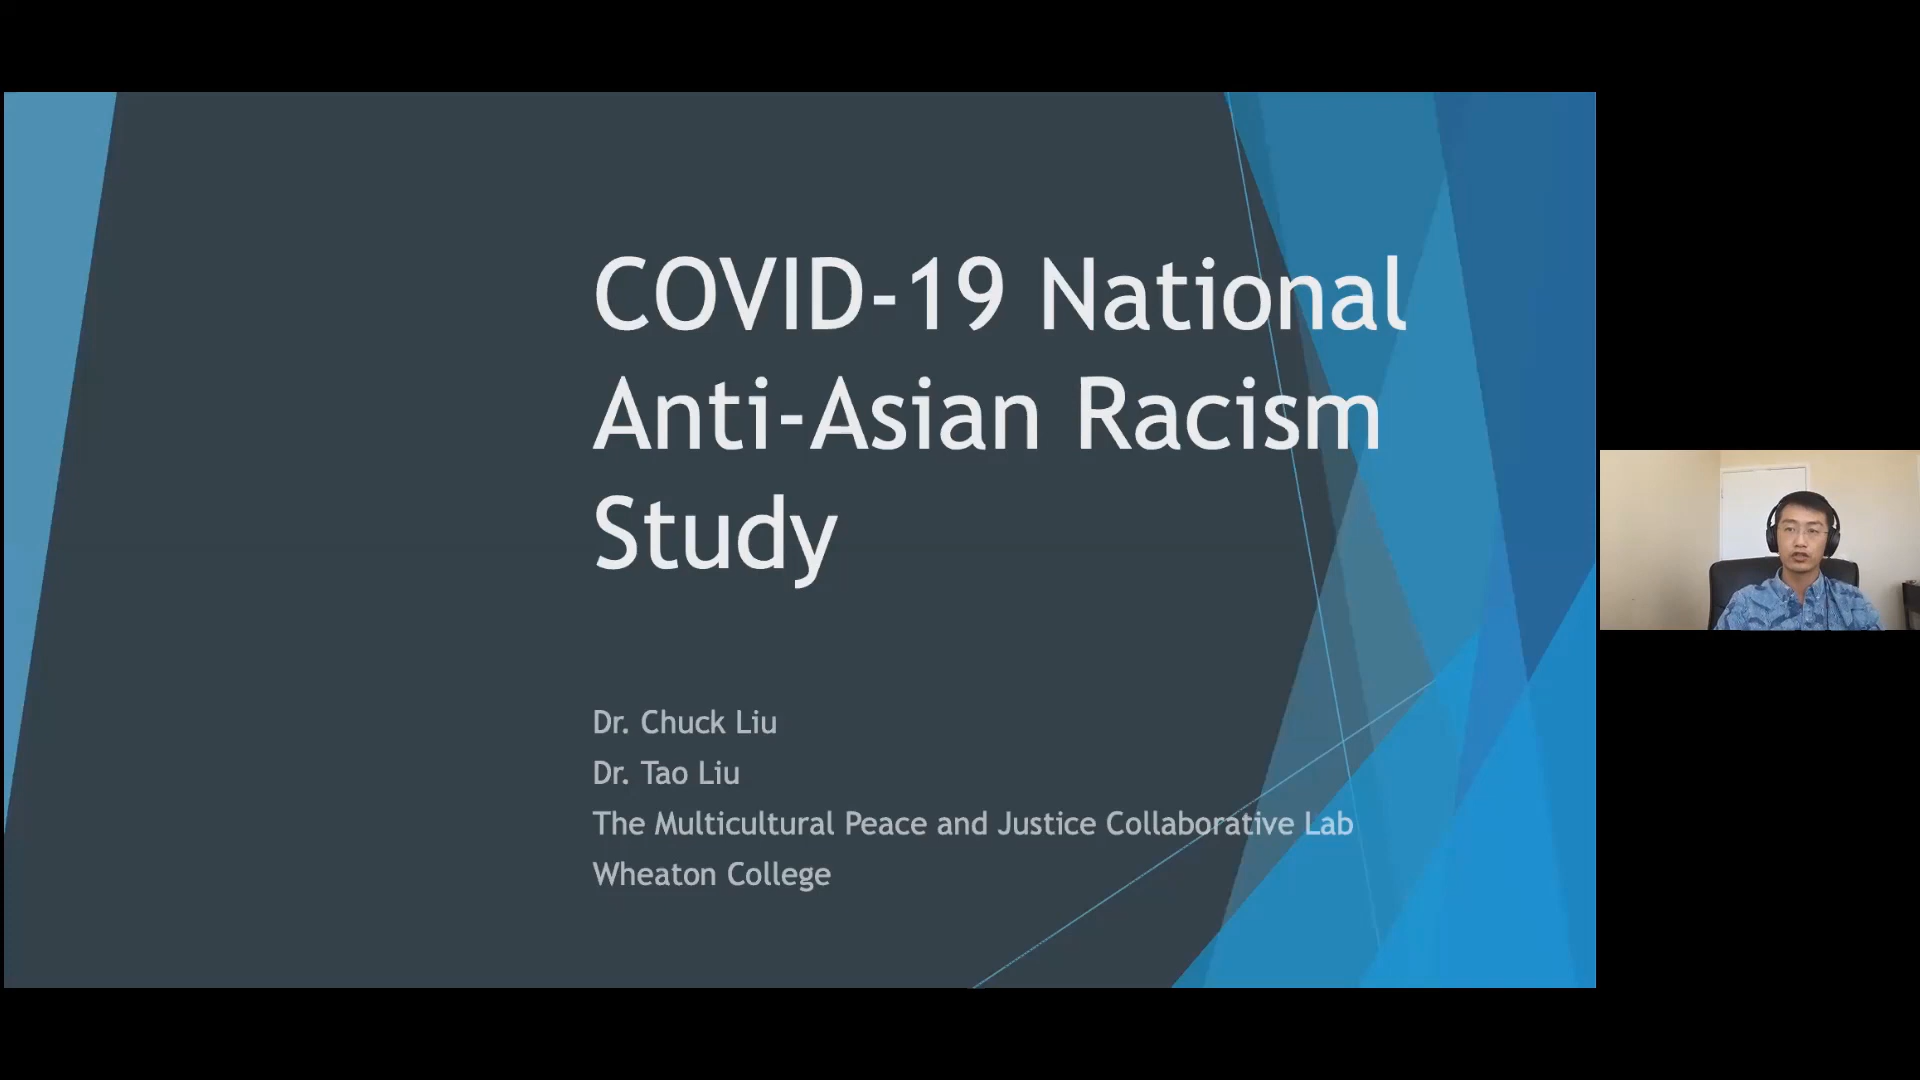 COVID-19 National
Anti-Asian Racism
Study
Dr. Chuck Liu
Dr. Tao Liu
The Multicultural Peace and Justice Collaborative Lab
Wheaton College